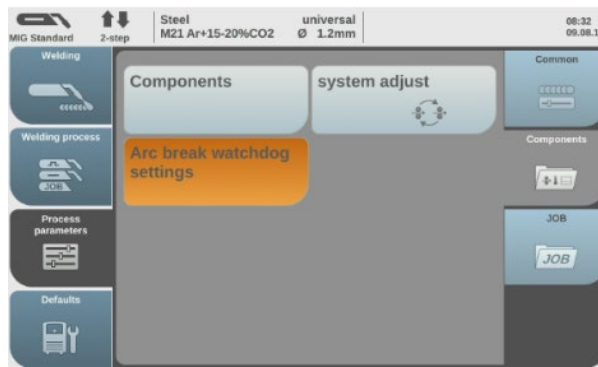 MIG Standard
2-step
Steel universal
M21 Ar+15-20%CO2 Ø 1.2mm
08:32
09.08.1
Welding
Welding process
JOB
Process
parameters
Defaults
Components
system adjust
Arc break watchdog
settings
Common
Components
JOB
JOB